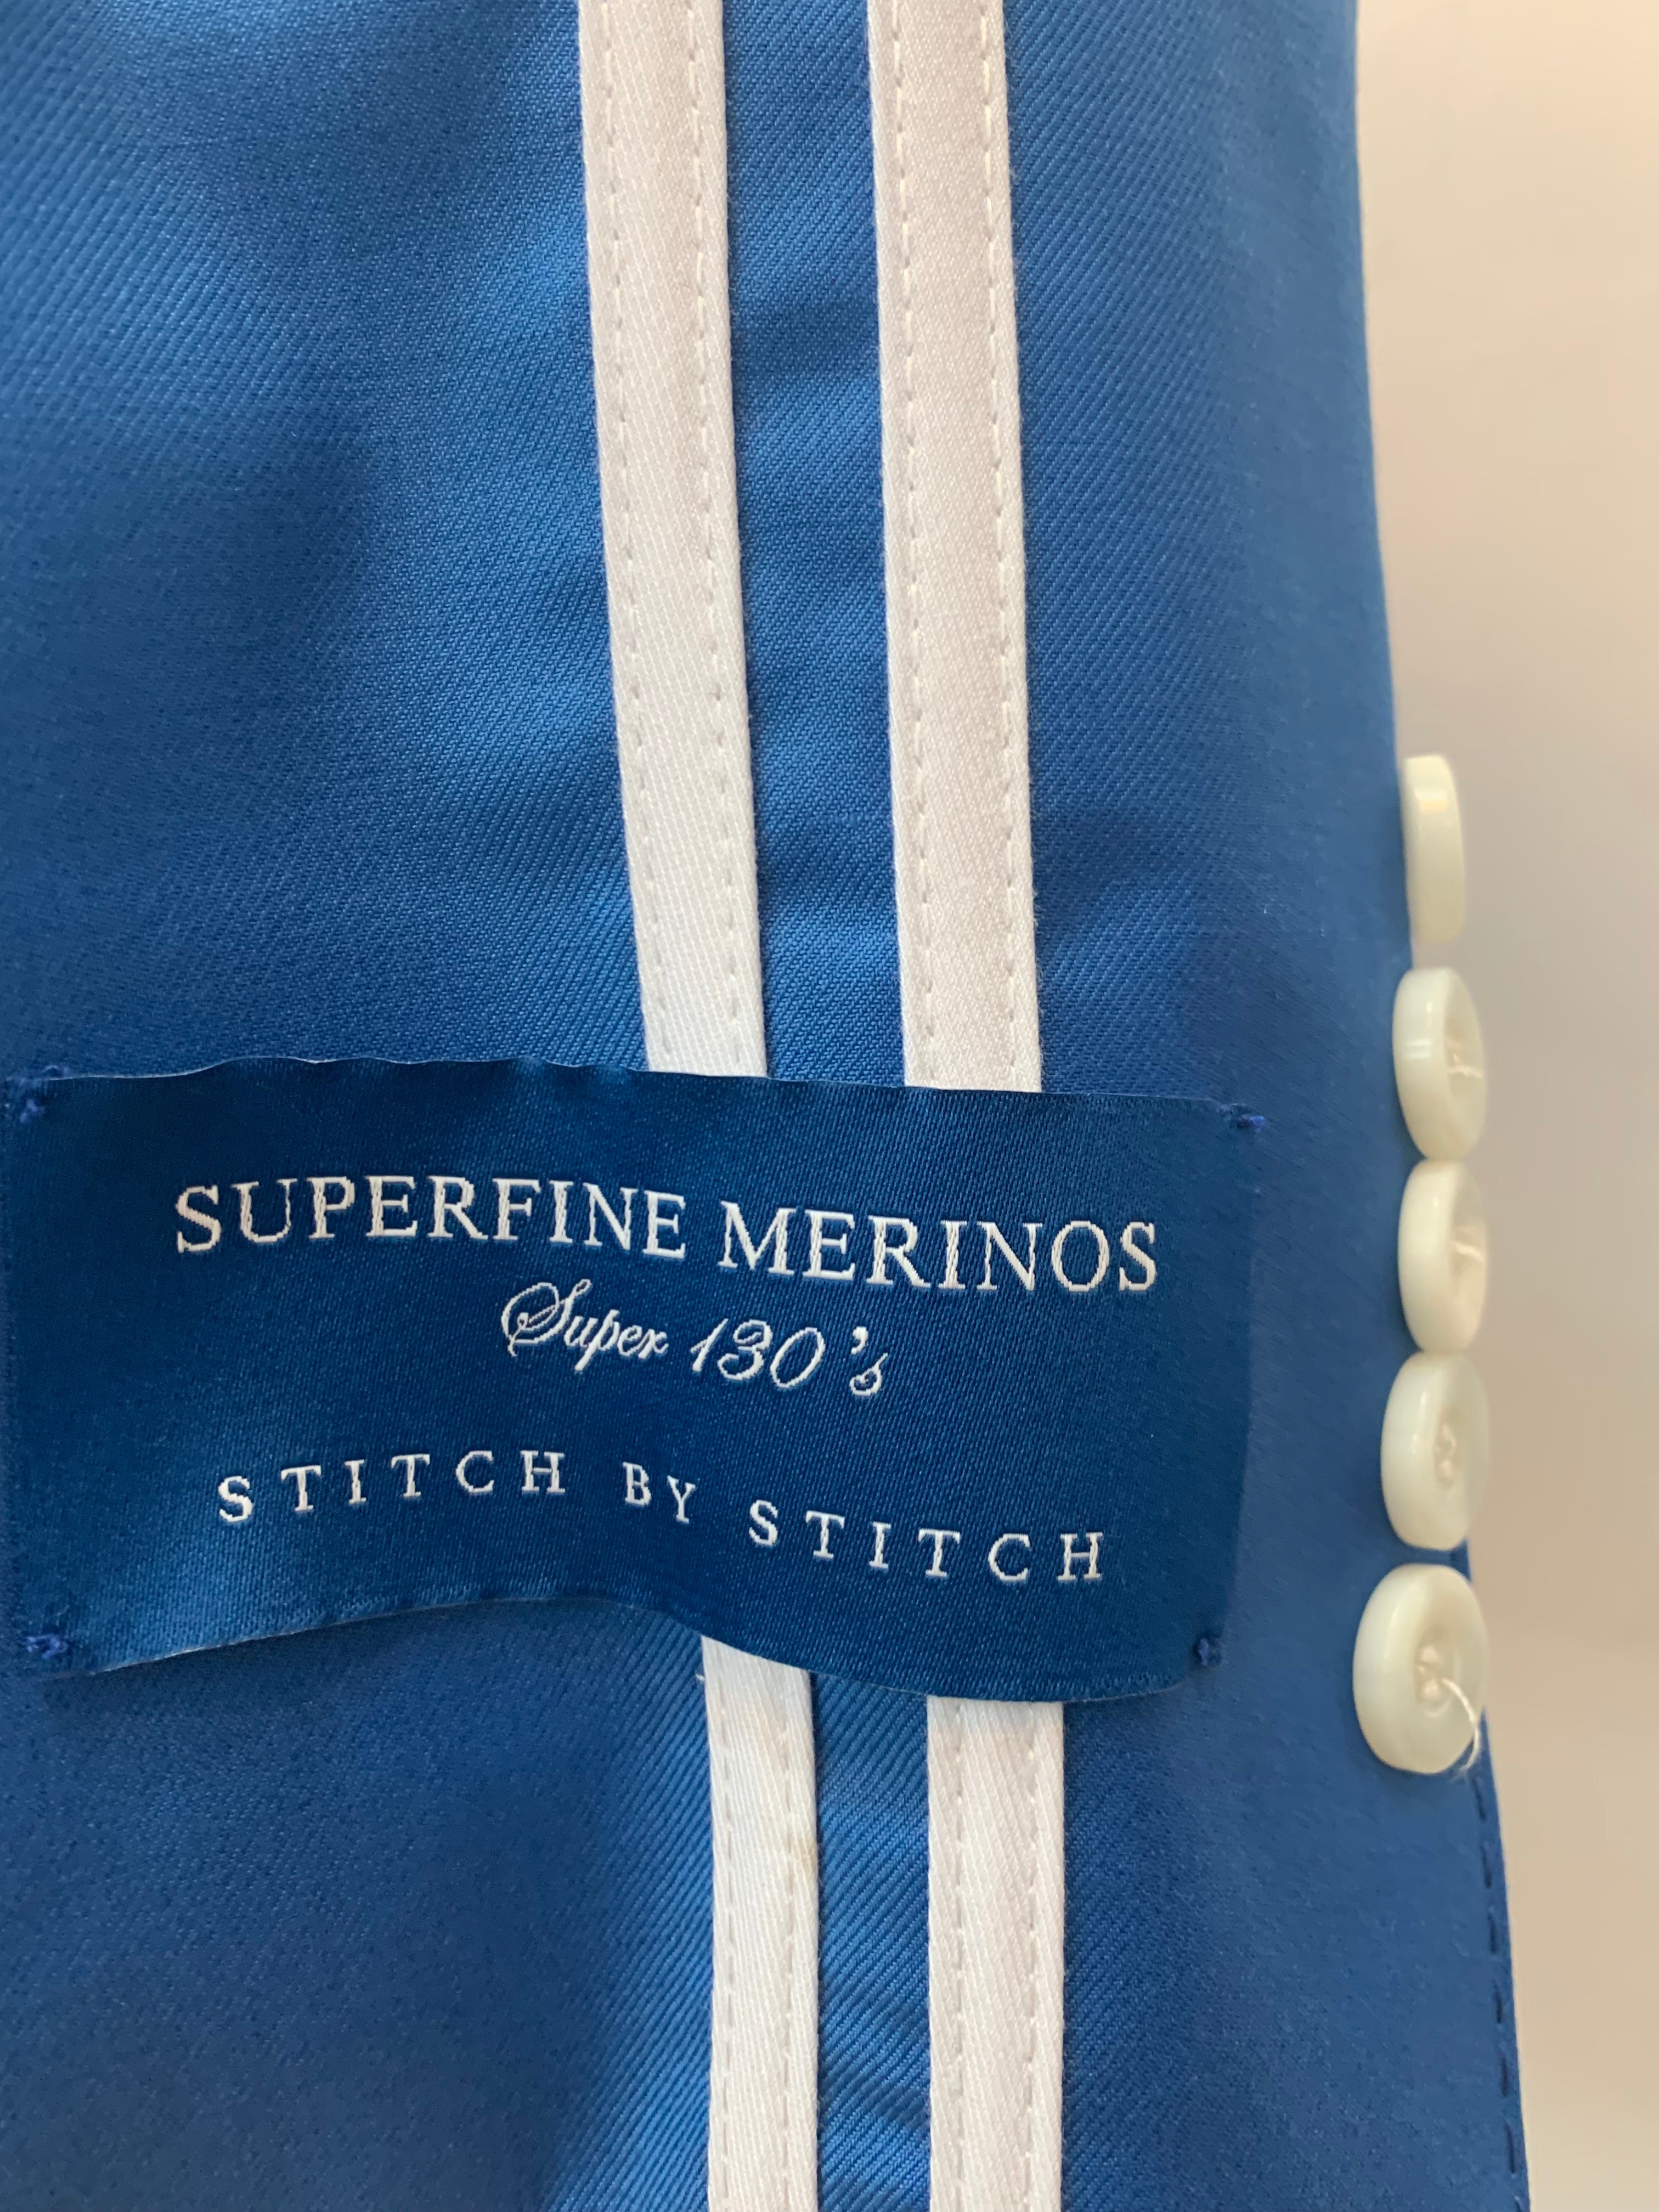 SUPERFINE MERINOS
Super 130's
STITCH BY STITCH